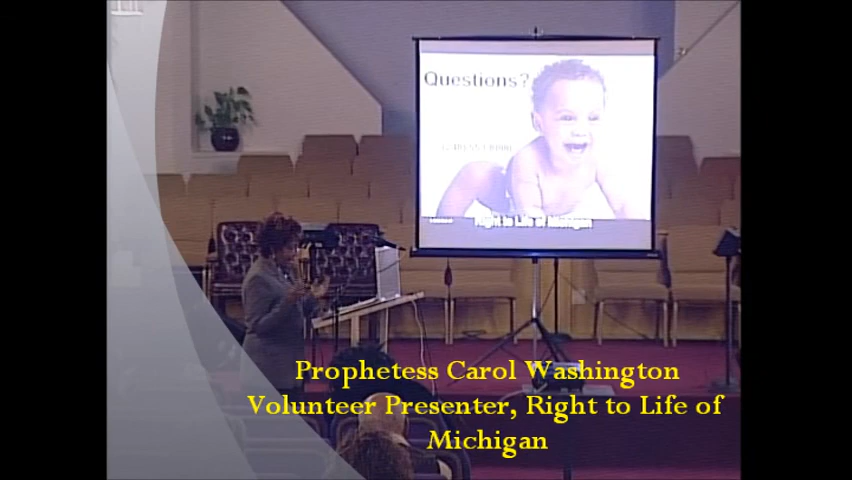 Questions?
Right to Life of Michigan
Prophetess Carol Washington
Volunteer Presenter, Right to Life of
Michigan